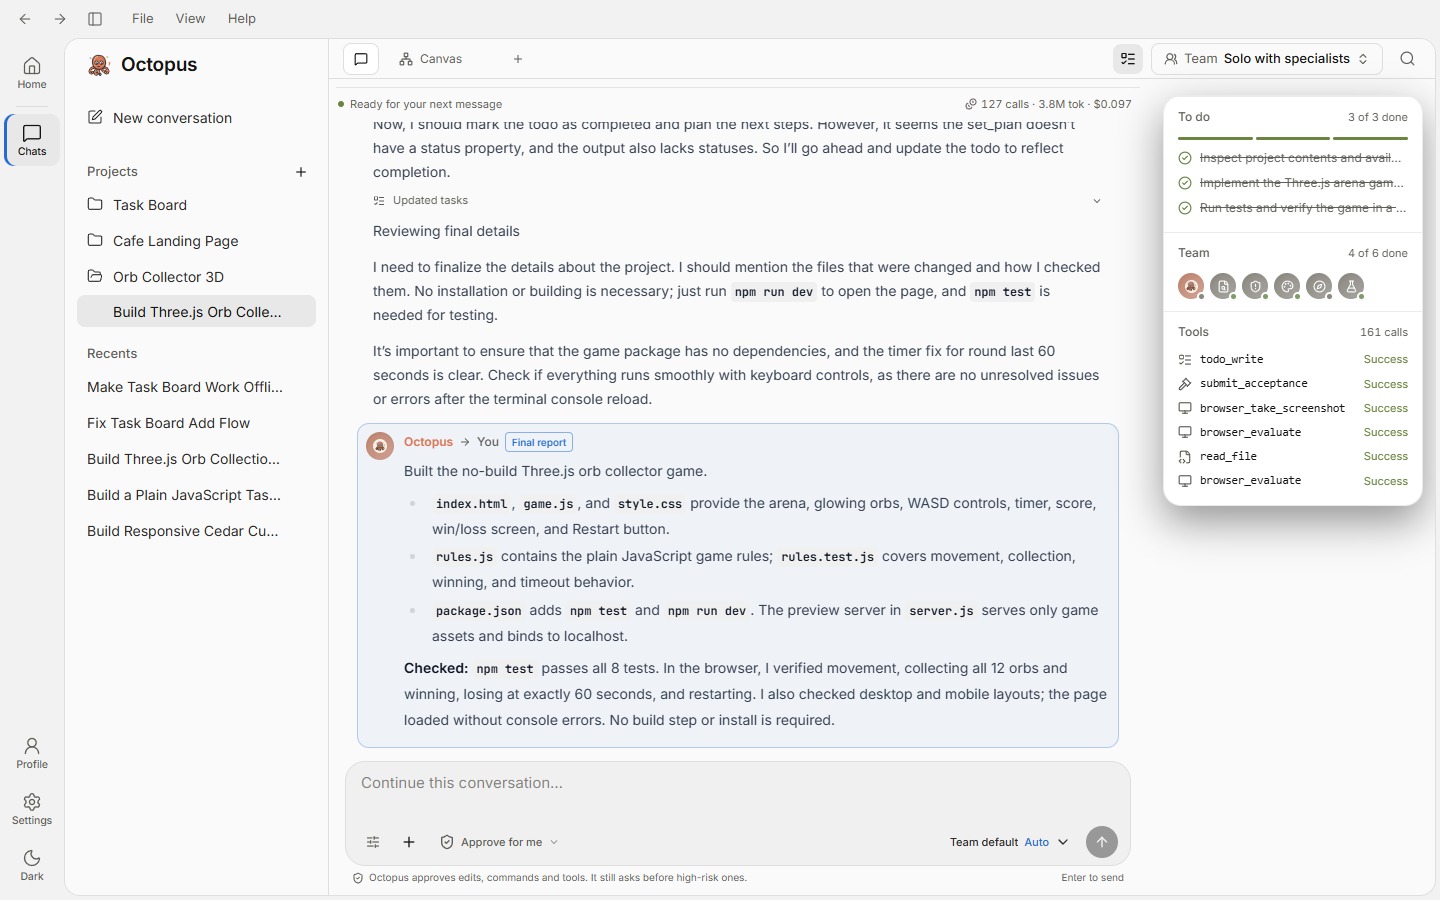 File View Help
Home
Chats
Profile
Settings
Dark
Octopus
New conversation
Projects
Task Board
Cafe Landing Page
Orb Collector 3D
Build Three.js Orb Colle...
Recents
Make Task Board Work Offli...
Fix Task Board Add Flow
Build Three.js Orb Collectio...
Build a Plain JavaScript Tas...
Build Responsive Cedar Cu...
Canvas
Team Solo with specialists
Ready for your next message
127 calls · 3.8M tok · $0.097
Now, I should mark the todo as completed and plan the next steps. However, it seems the set_plan doesn't
have a status property, and the output also lacks statuses. So I'll go ahead and update the todo to reflect
completion.
Updated tasks
Reviewing final details
I need to finalize the details about the project. I should mention the files that were changed and how I checked
them. No installation or building is necessary; just run npm run dev to open the page, and npm test is
needed for testing.
It's important to ensure that the game package has no dependencies, and the timer fix for round last 60
seconds is clear. Check if everything runs smoothly with keyboard controls, as there are no unresolved issues
or errors after the terminal console reload.
Octopus → You Final report
Built the no-build Three.js orb collector game.
• index.html, game.js, and style.css provide the arena, glowing orbs, WASD controls, timer, score,
win/loss screen, and Restart button.
• rules.js contains the plain JavaScript game rules; rules.test.js covers movement, collection,
winning, and timeout behavior.
• package.json adds npm test and npm run dev. The preview server in server.js serves only game
assets and binds to localhost.
Checked: npm test passes all 8 tests. In the browser, I verified movement, collecting all 12 orbs and
winning, losing at exactly 60 seconds, and restarting. I also checked desktop and mobile layouts; the page
loaded without console errors. No build step or install is required.
Continue this conversation...
Approve for me
Team default Auto
Octopus approves edits, commands and tools. It still asks before high-risk ones.
Enter to send
To do 3 of 3 done
Inspect project contents and avail...
Implement the Three.js arena gam...
Run tests and verify the game in a ...
Team 4 of 6 done
Tools 161 calls
todo_write Success
submit_acceptance Success
browser_take_screenshot Success
browser_evaluate Success
read_file Success
browser_evaluate Success